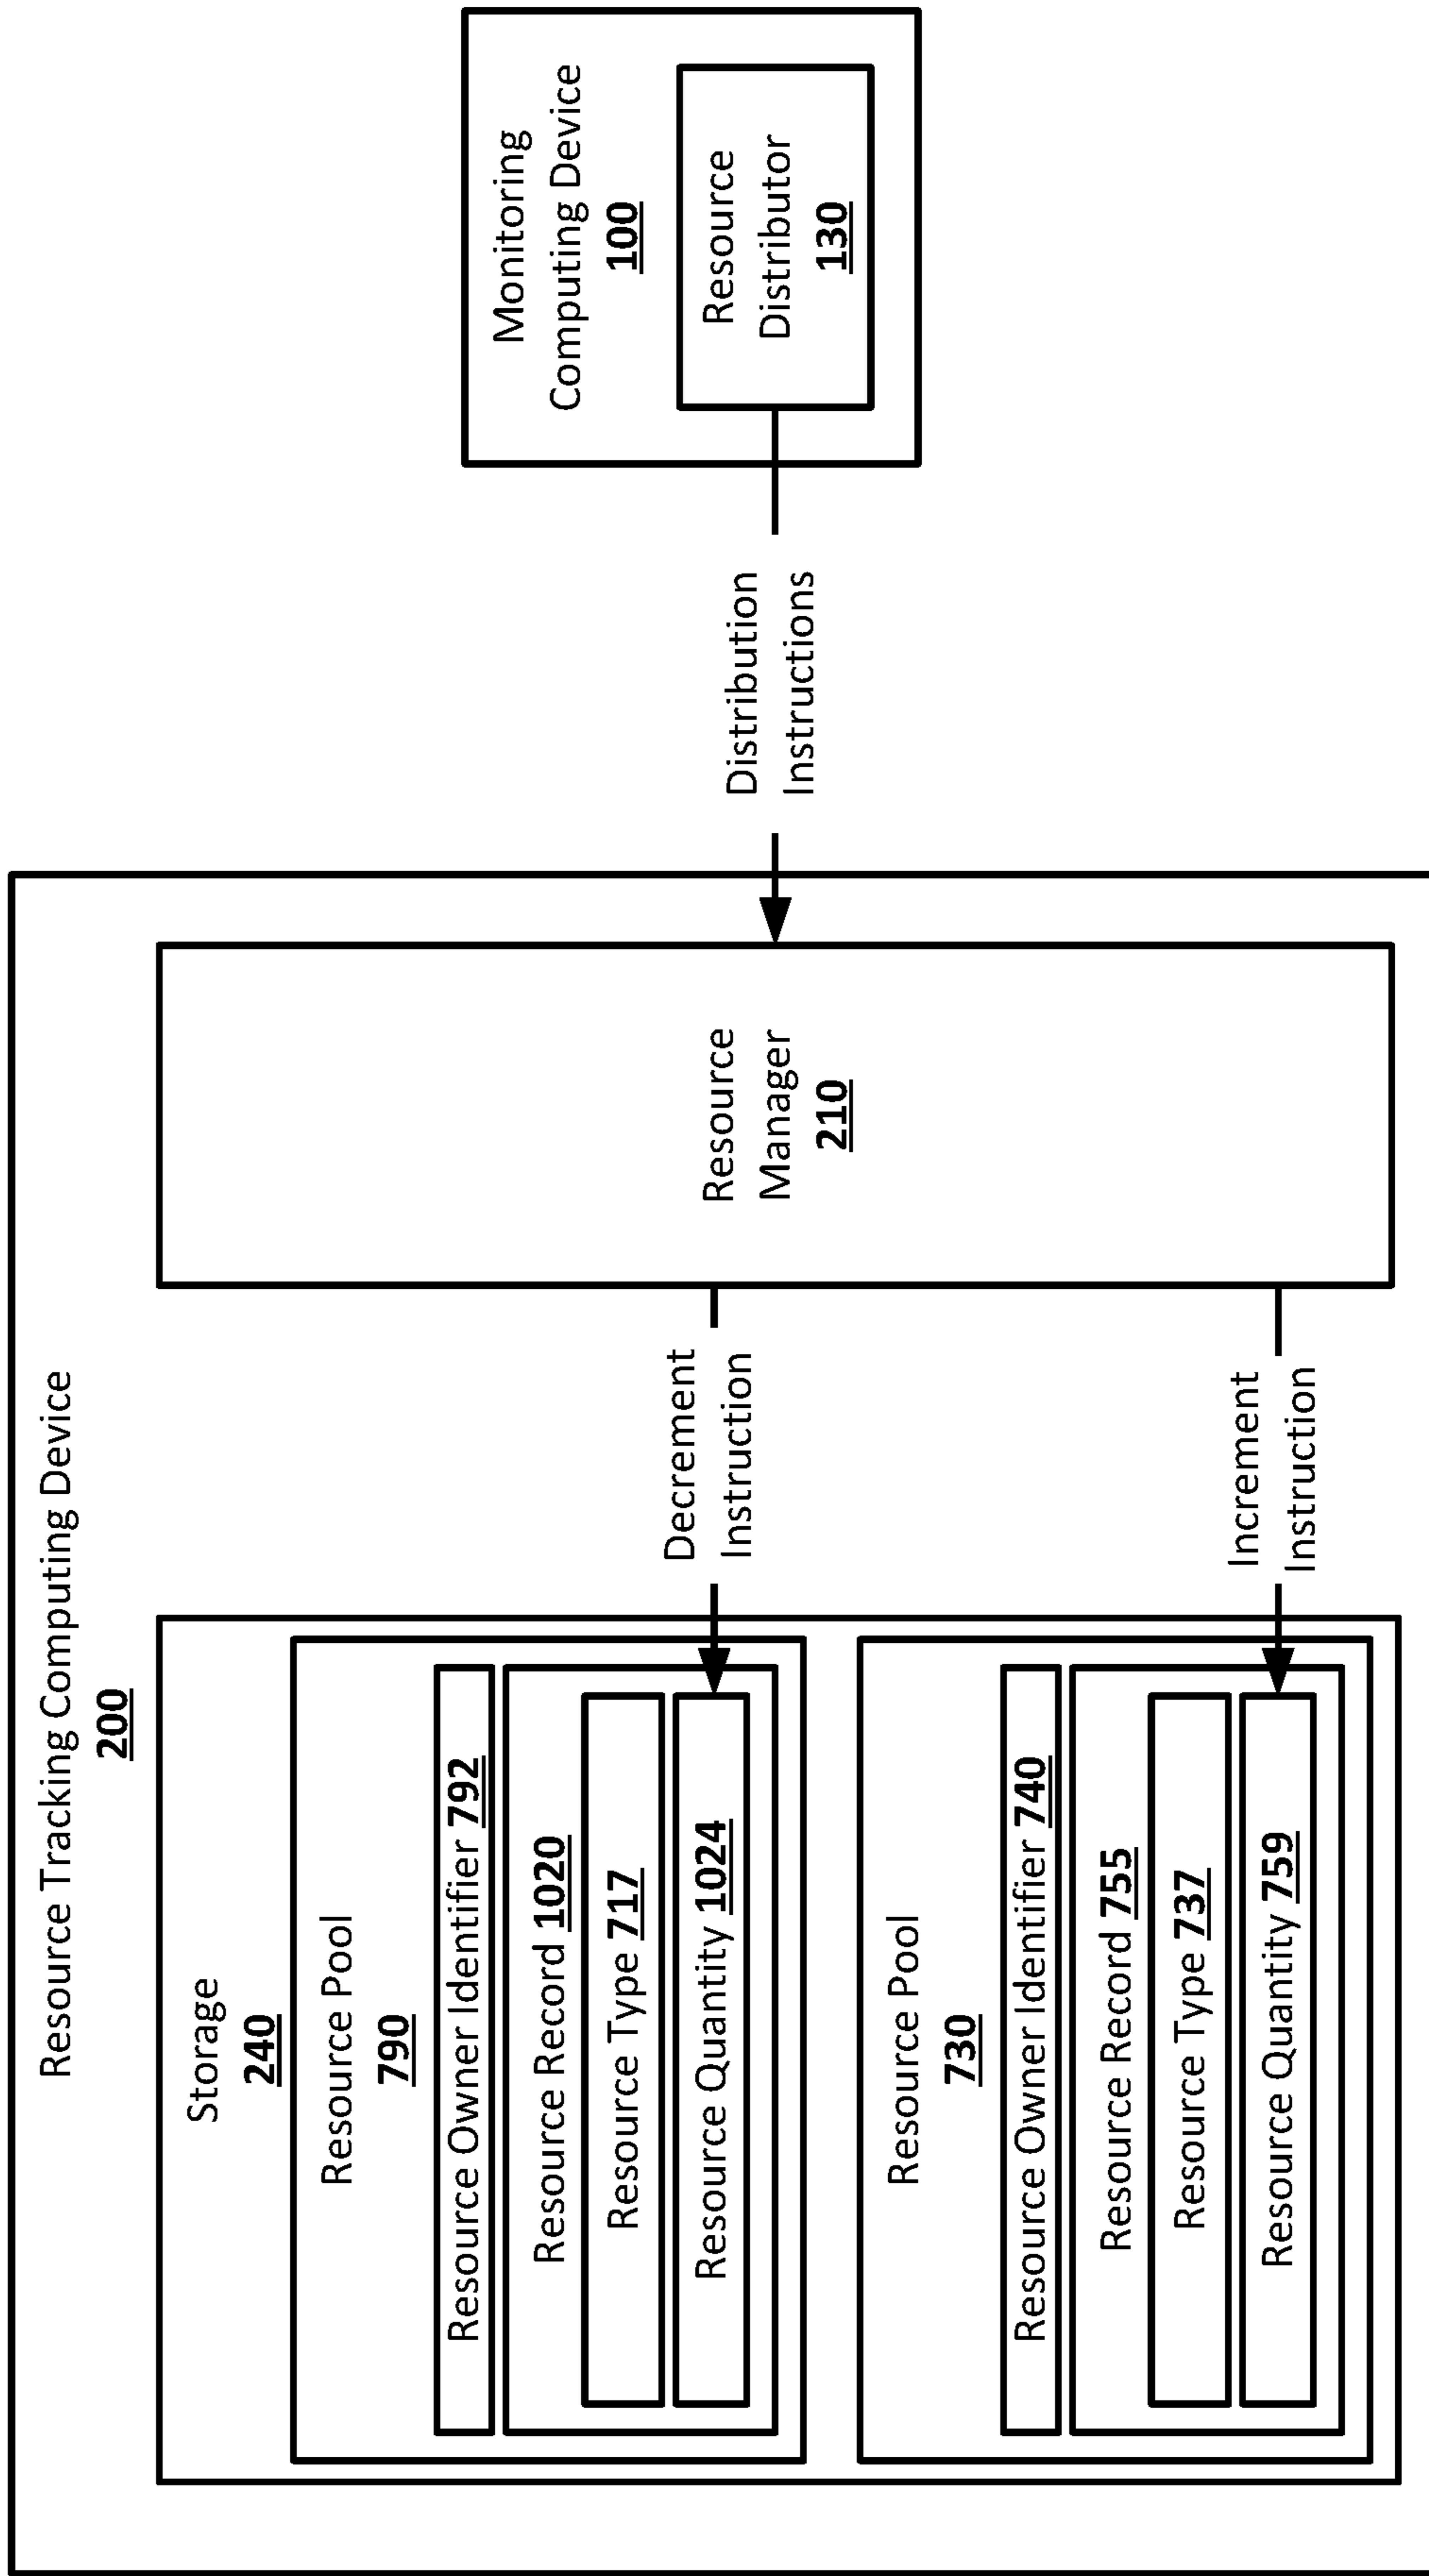 Resource Tracking Computing Device
200
Storage
240
Resource Pool
790
Resource Owner Identifier 792
Resource Record 1020
Resource Type 717
Resource Quantity 1024
Resource Pool
730
Resource Owner Identifier 740
Resource Record 755
Resource Type 737
Resource Quantity 759
Decrement
Instruction
Increment
Instruction
Resource
Manager
210
Distribution
Instructions
Monitoring
Computing Device
100
Resource
Distributor
130